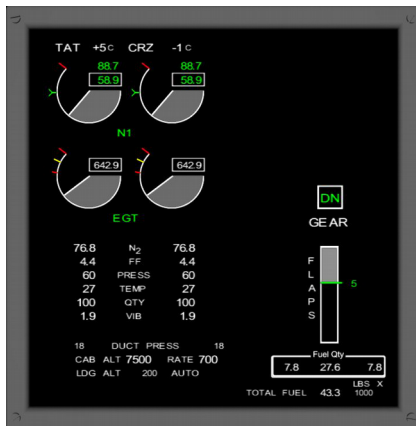 TAT +5 C CRZ -1 C
88.7 88.7
58.9 58.9
N1
642.9 642.9
EGT
DN
GEAR
76.8 N2 76.8
4.4 FF 4.4
60 PRESS 60
27 TEMP 27
100 QTY 100
1.9 VIB 1.9
FLAPS
5
18 DUCT PRESS 18
CAB ALT 7500 RATE 700
LDG ALT 200 AUTO
Fuel Qty
7.8 27.6 7.8
TOTAL FUEL 43.3 LBS X
1000